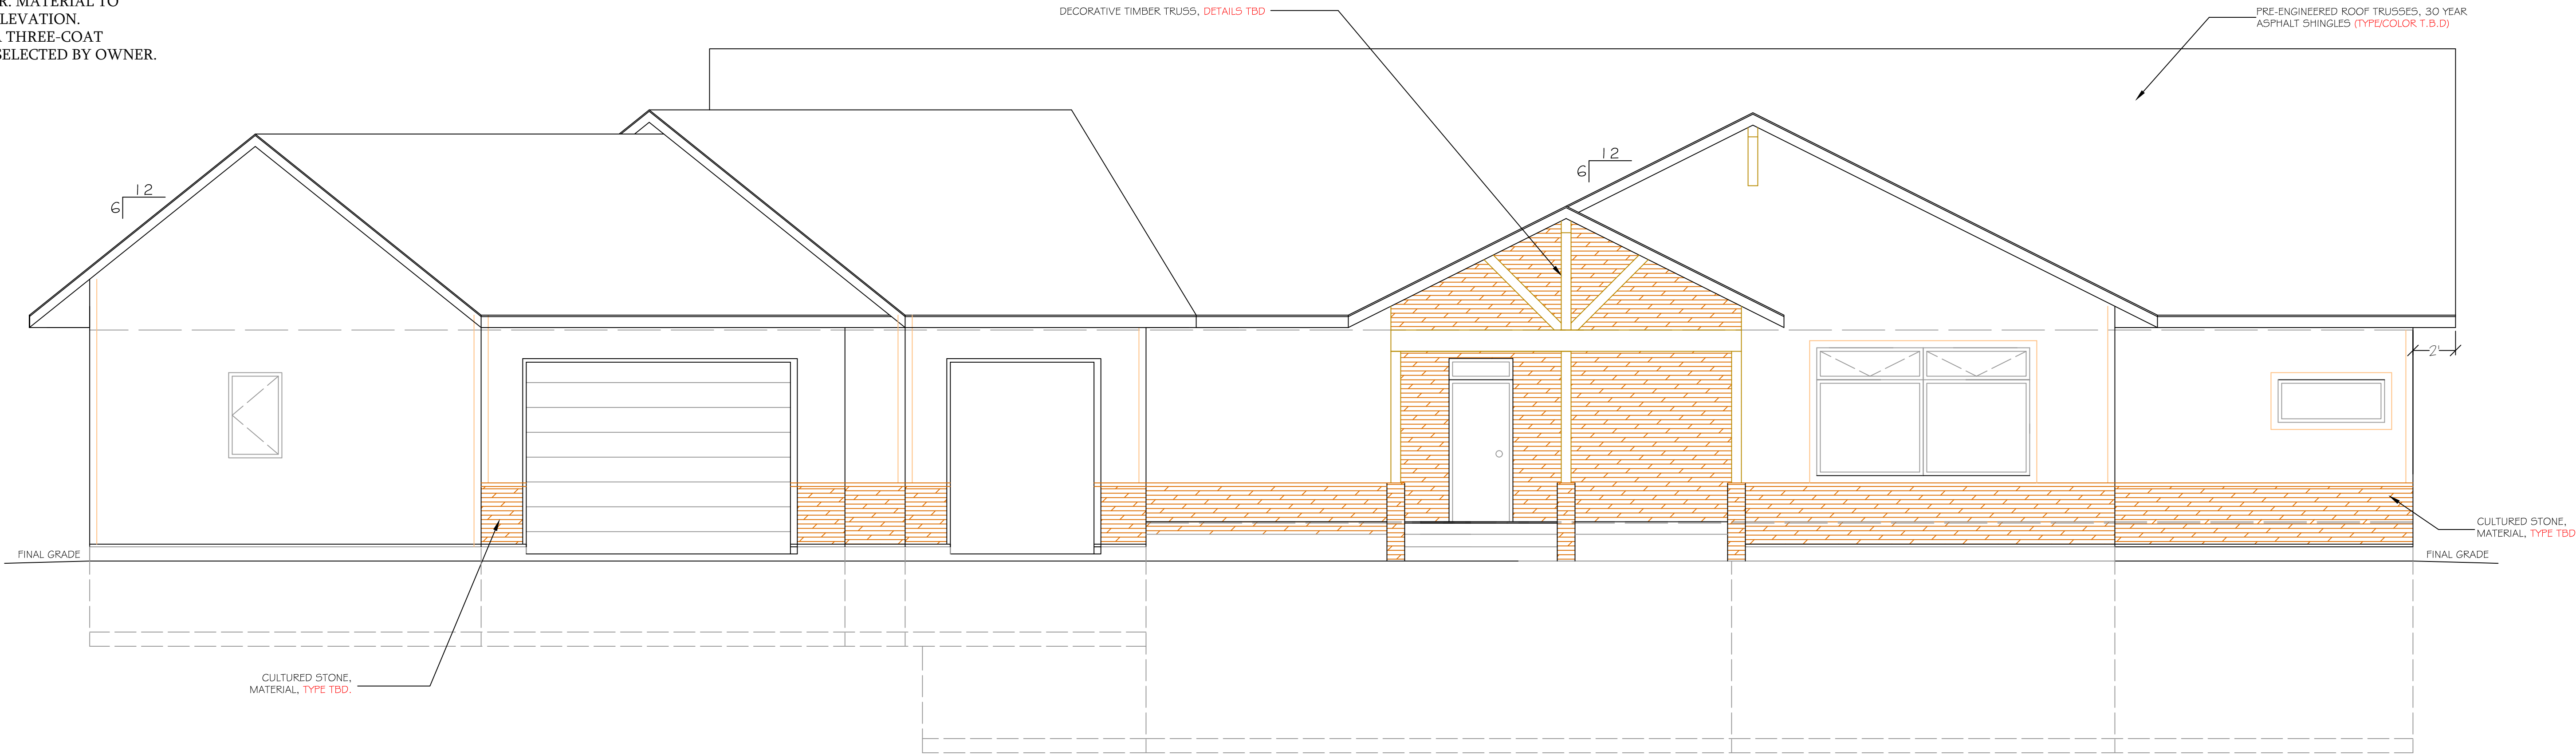 R. MATERIAL TO
LEVATION.
THREE-COAT
SELECTED BY OWNER.
DECORATIVE TIMBER TRUSS, DETAILS TBD
PRE-ENGINEERED ROOF TRUSSES, 30 YEAR
ASPHALT SHINGLES (TYPE/COLOR T.B.D)
12
6
12
6
2'
FINAL GRADE
CULTURED STONE,
MATERIAL, TYPE TBD
FINAL GRADE
CULTURED STONE,
MATERIAL, TYPE TBD.